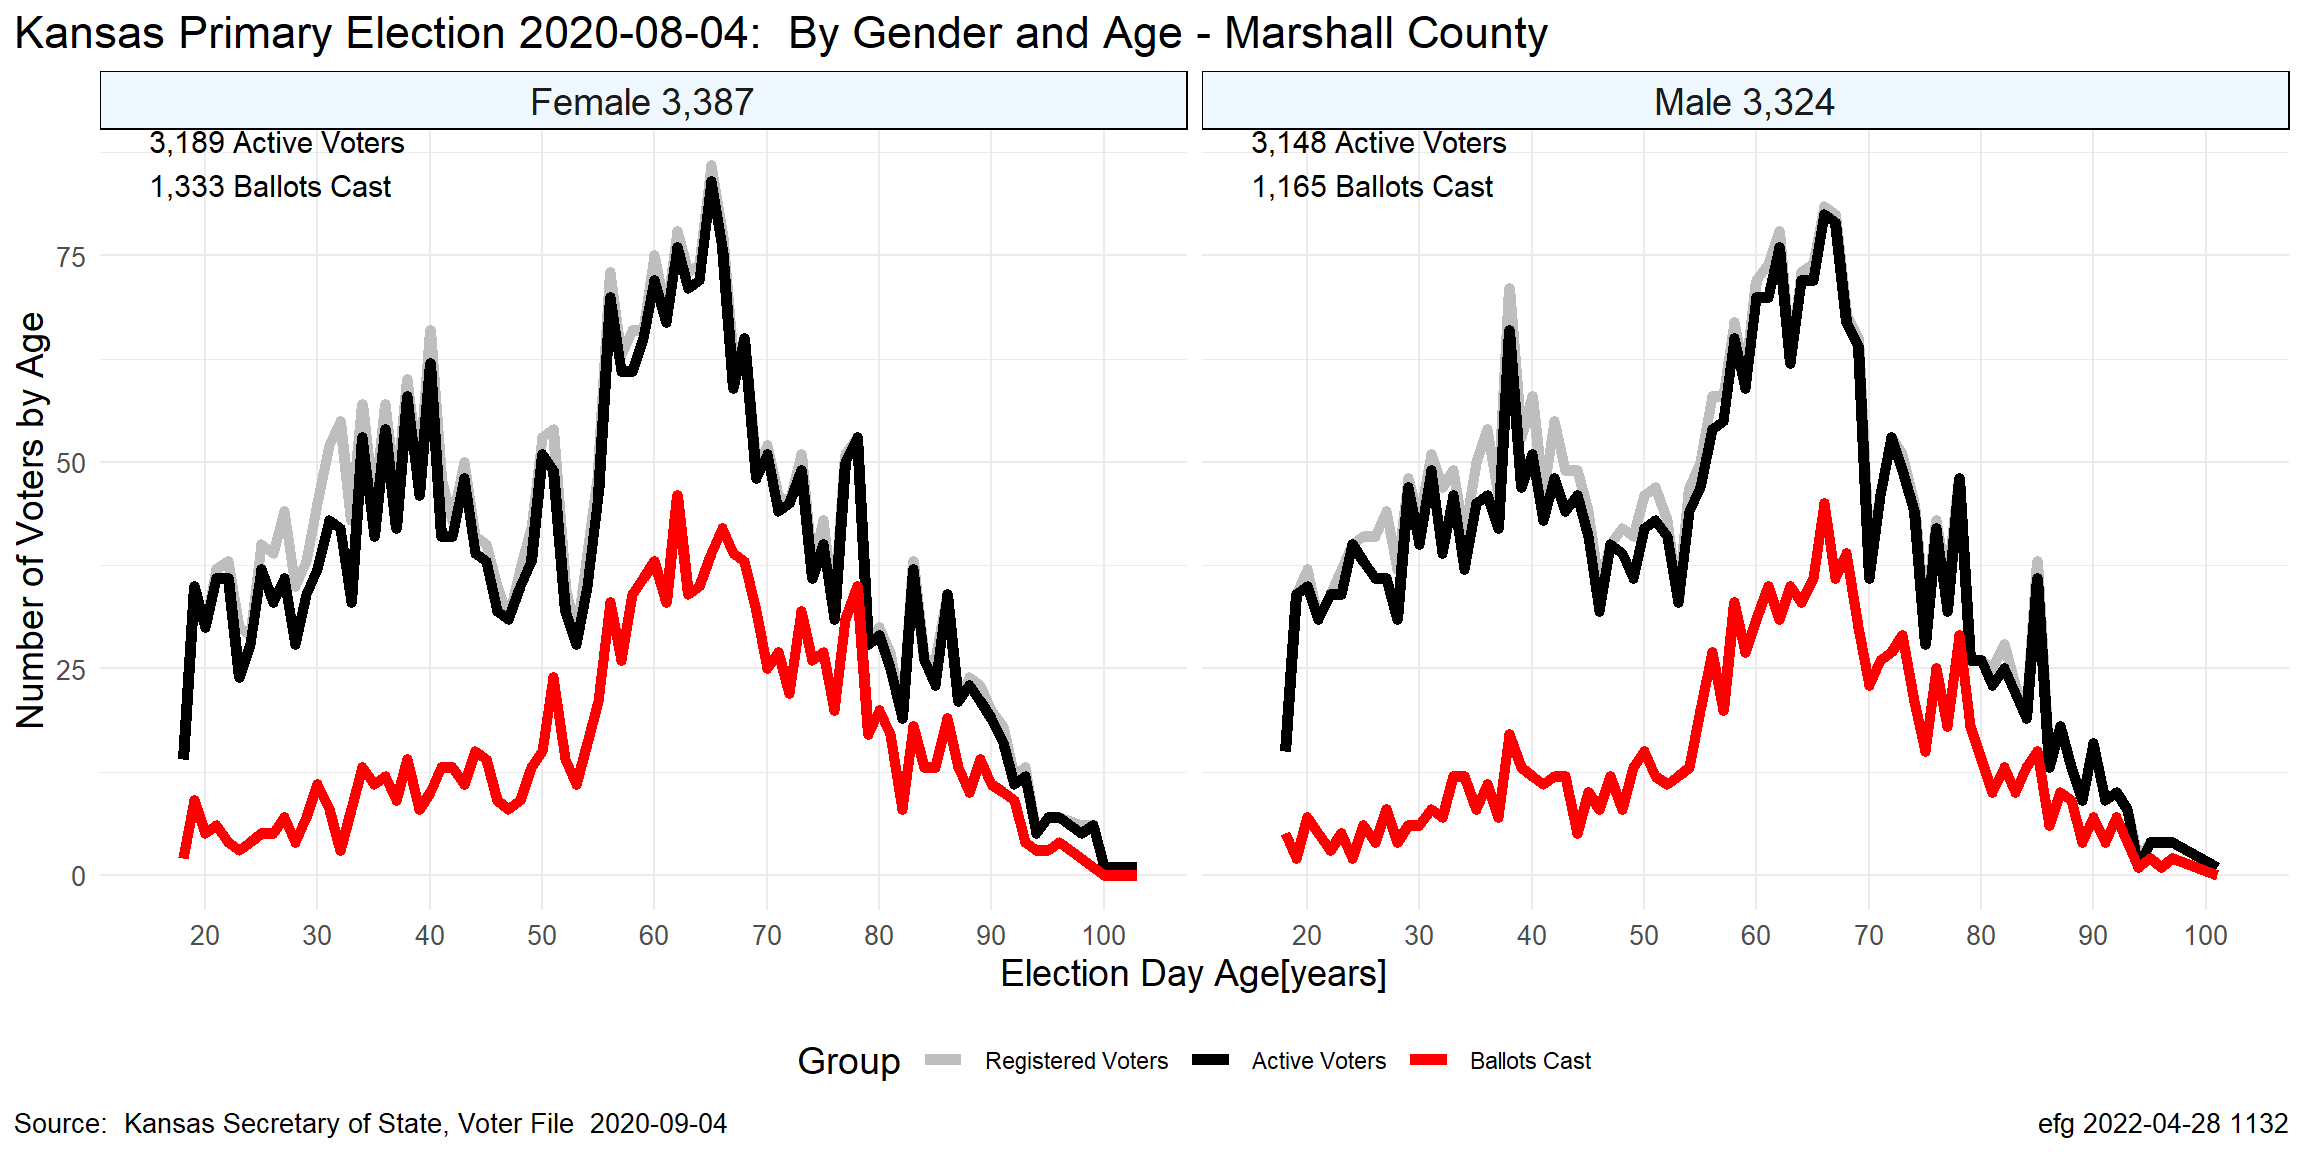 Kansas Primary Election 2020-08-04:  By Gender and Age - Marshall County
Female 3,387
Male 3,324
3,189 Active Voters
1,333 Ballots Cast
3,148 Active Voters
1,165 Ballots Cast
Number of Voters by Age
75
50
25
0
20 30 40 50 60 70 80 90 100
20 30 40 50 60 70 80 90 100
Election Day Age[years]
Group Registered Voters Active Voters Ballots Cast
Source:  Kansas Secretary of State, Voter File  2020-09-04
efg 2022-04-28 1132